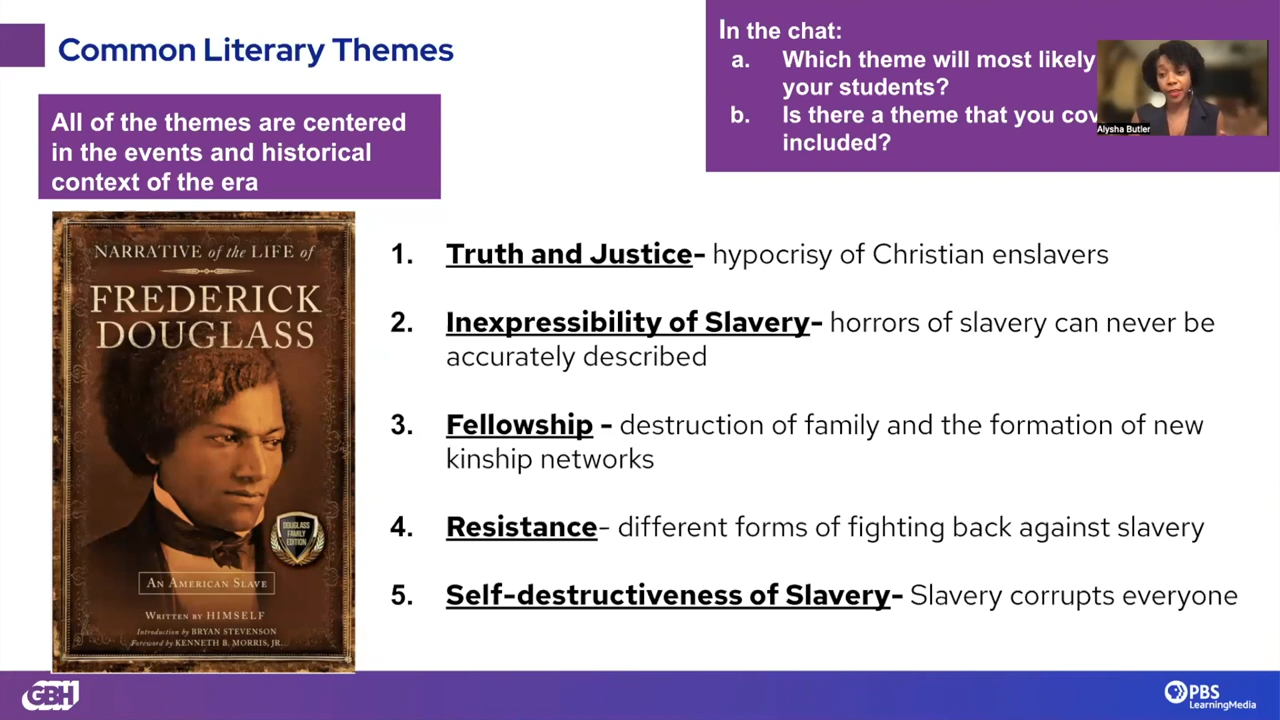 Common Literary Themes
In the chat:
a. Which theme will most likely
your students?
b. Is there a theme that you cov
included?
Alysha Butler
All of the themes are centered
in the events and historical
context of the era
NARRATIVE of the LIFE of
FREDERICK
DOUGLASS
DOUGLASS
FAMILY
EDITION
AN AMERICAN SLAVE
WRITTEN BY HIMSELF
Introduction by BRYAN STEVENSON
Foreword by KENNETH B. MORRIS, JR.
1. Truth and Justice- hypocrisy of Christian enslavers
2. Inexpressibility of Slavery- horrors of slavery can never be
accurately described
3. Fellowship - destruction of family and the formation of new
kinship networks
4. Resistance- different forms of fighting back against slavery
5. Self-destructiveness of Slavery- Slavery corrupts everyone
GBH
PBS
LearningMedia